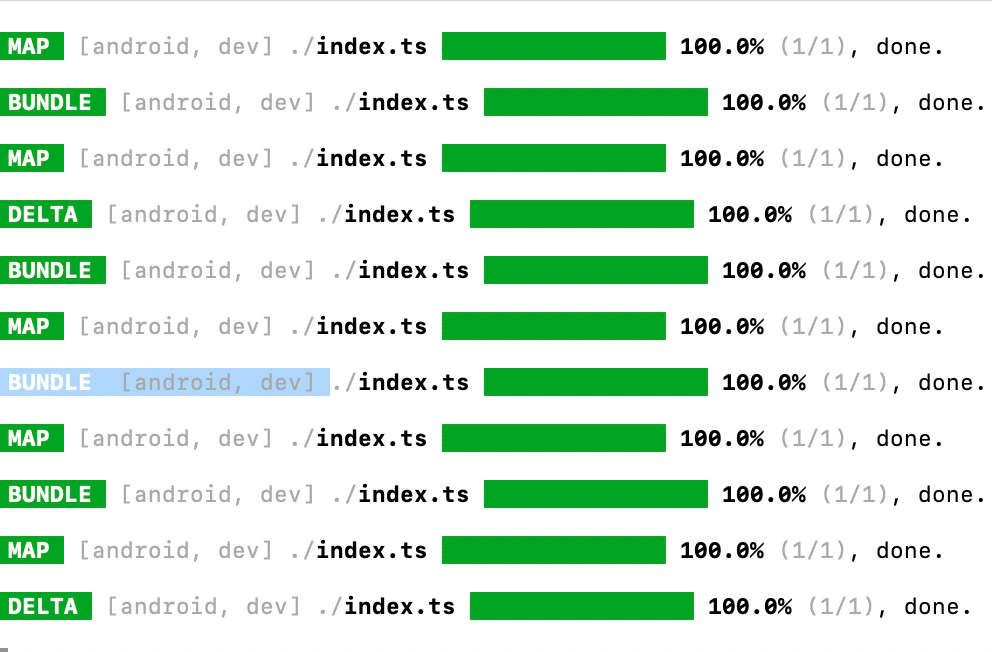 MAP [android, dev] ./index.ts 100.0% (1/1), done.
BUNDLE [android, dev] ./index.ts 100.0% (1/1), done.
MAP [android, dev] ./index.ts 100.0% (1/1), done.
DELTA [android, dev] ./index.ts 100.0% (1/1), done.
BUNDLE [android, dev] ./index.ts 100.0% (1/1), done.
MAP [android, dev] ./index.ts 100.0% (1/1), done.
BUNDLE [android, dev] ./index.ts 100.0% (1/1), done.
MAP [android, dev] ./index.ts 100.0% (1/1), done.
BUNDLE [android, dev] ./index.ts 100.0% (1/1), done.
MAP [android, dev] ./index.ts 100.0% (1/1), done.
DELTA [android, dev] ./index.ts 100.0% (1/1), done.